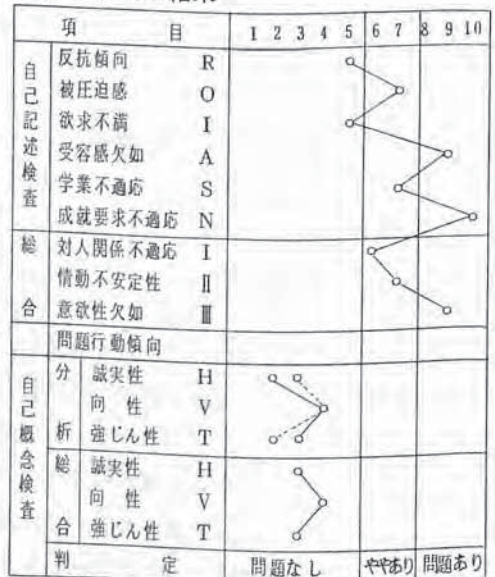 項 目 1 2 3 4 5 6 7 8 9 10
自己記述検査
反抗傾向 R
被圧迫感 O
欲求不満 I
受容感欠如 A
学業不適応 S
成就要求不適応 N
総合
対人関係不適応 I
情動不安定性 II
意欲性欠如 III
問題行動傾向
自己概念検査
分析
誠実性 H
向性 V
強じん性 T
総合
誠実性 H
向性 V
強じん性 T
判 定 問題なし ややあり 問題あり